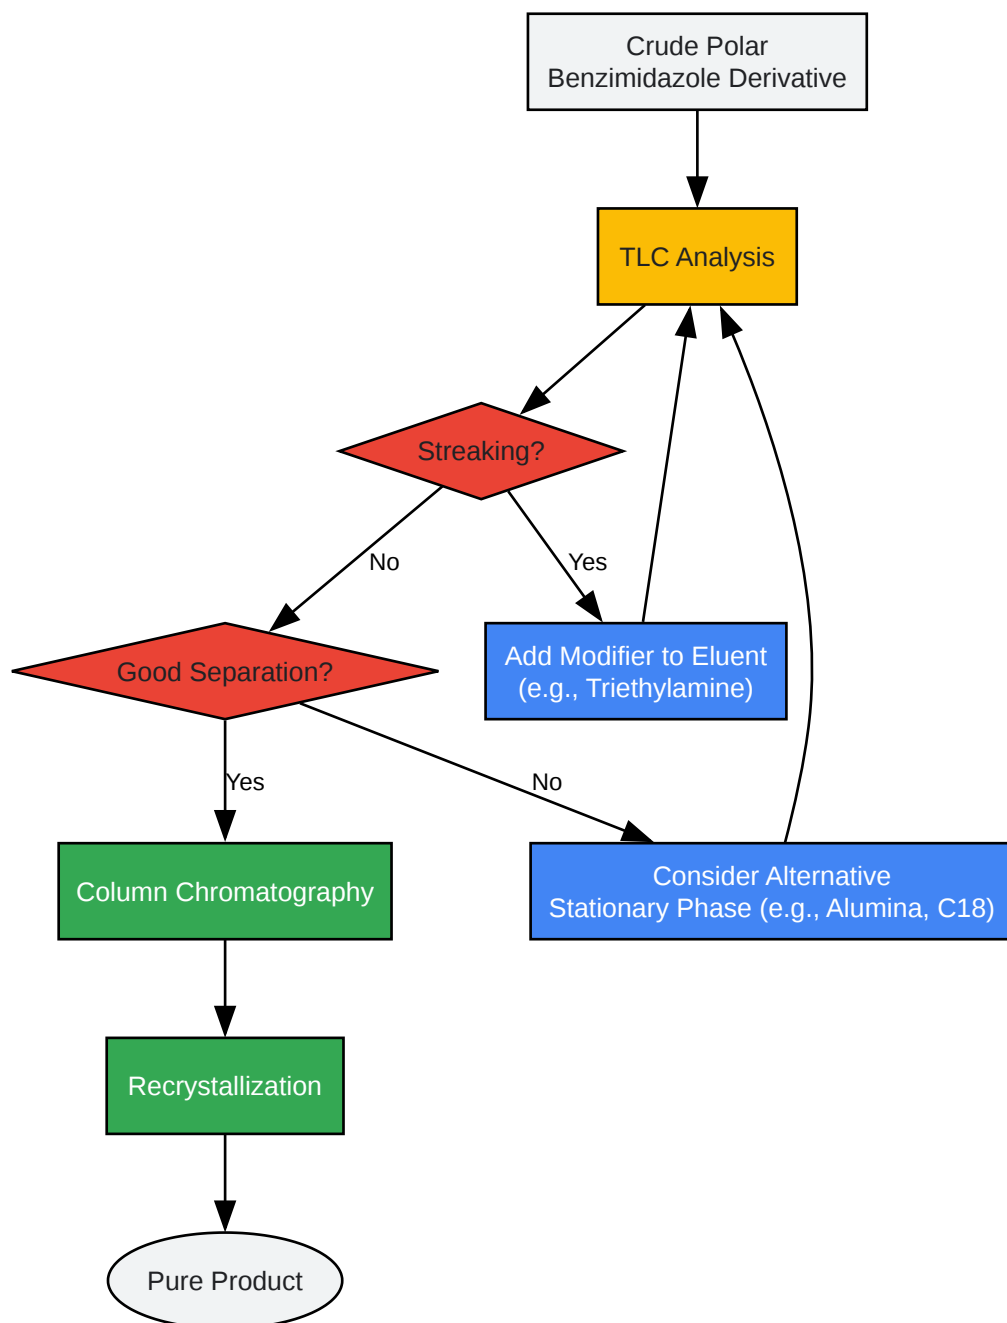 Crude Polar
Benzimidazole Derivative
TLC Analysis
Streaking?
No
Yes
Good Separation?
Add Modifier to Eluent
(e.g., Triethylamine)
Yes
No
Column Chromatography
Consider Alternative
Stationary Phase (e.g., Alumina, C18)
Recrystallization
Pure Product